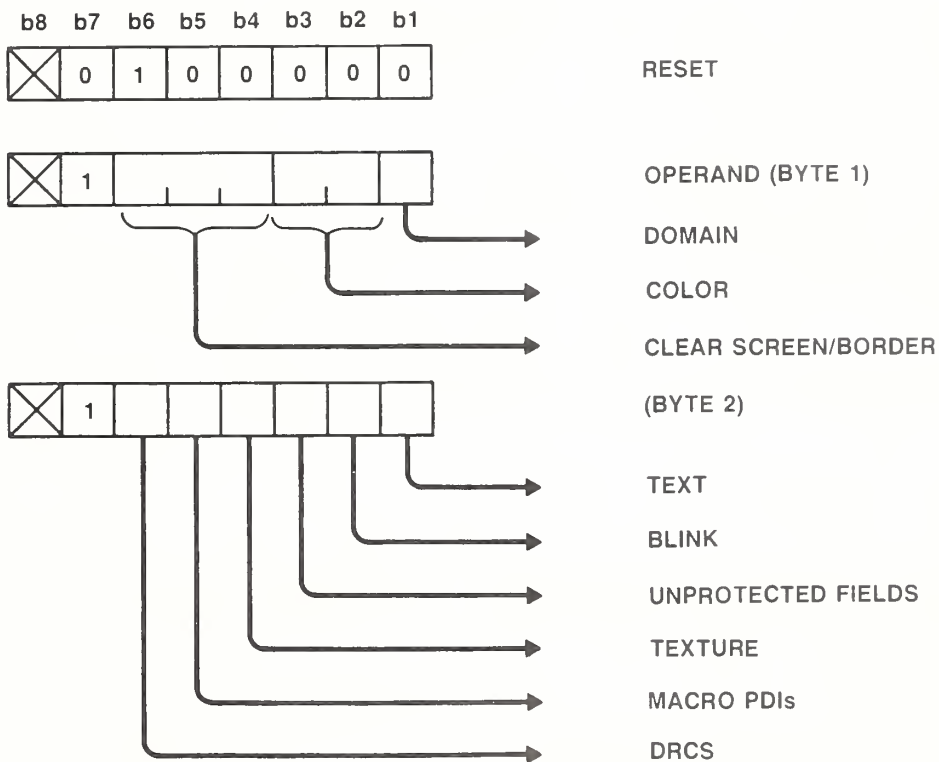 b8 b7 b6 b5 b4 b3 b2 b1
0 1 0 0 0 0 0 RESET
1 OPERAND (BYTE 1)
DOMAIN
COLOR
CLEAR SCREEN/BORDER
1 (BYTE 2)
TEXT
BLINK
UNPROTECTED FIELDS
TEXTURE
MACRO PDIs
DRCS